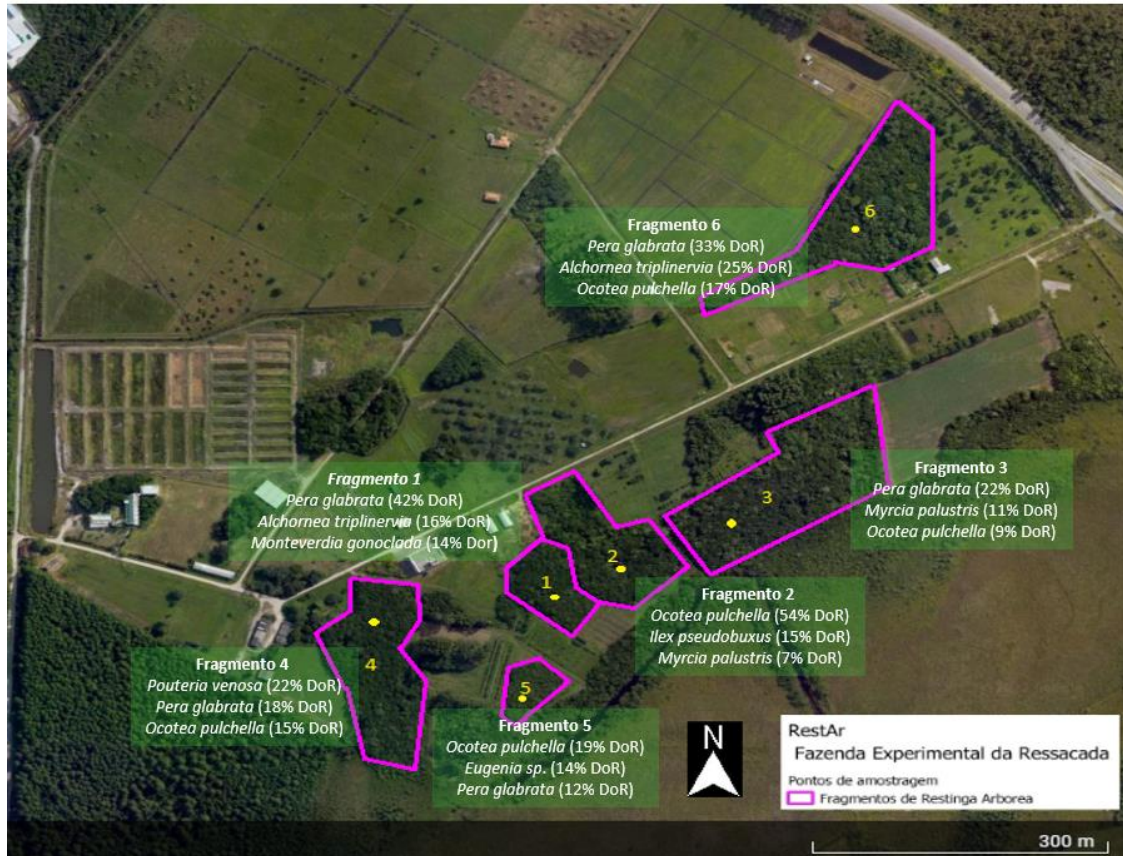 6
Fragmento 6
Pera glabrata (33% DoR)
Alchornea triplinervia (25% DoR)
Ocotea pulchella (17% DoR)
Fragmento 1
Pera glabrata (42% DoR)
Alchornea triplinervia (16% DoR)
Monteverdia gonoclada (14% Dor)
3
Fragmento 3
Pera glabrata (22% DoR)
Myrcia palustris (11% DoR)
Ocotea pulchella (9% DoR)
2
1
Fragmento 2
Ocotea pulchella (54% DoR)
Ilex pseudobuxus (15% DoR)
Myrcia palustris (7% DoR)
4
Fragmento 4
Pouteria venosa (22% DoR)
Pera glabrata (18% DoR)
Ocotea pulchella (15% DoR)
5
Fragmento 5
Ocotea pulchella (19% DoR)
Eugenia sp. (14% DoR)
Pera glabrata (12% DoR)
N
RestAr
Fazenda Experimental da Ressacada
Pontos de amostragem
Fragmentos de Restinga Arborea
300 m